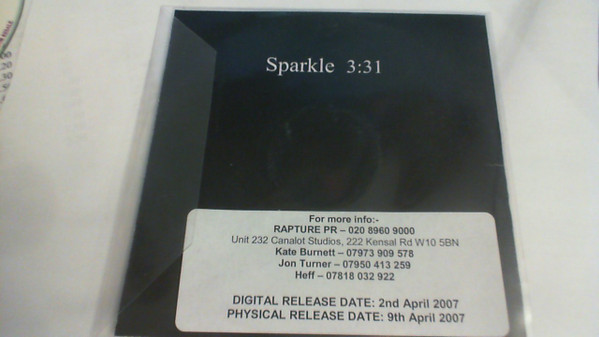 Sparkle 3:31
For more info:-
RAPTURE PR – 020 8960 9000
Unit 232 Canalot Studios, 222 Kensal Rd W10 5BN
Kate Burnett – 07973 909 578
Jon Turner – 07950 413 259
Heff – 07818 032 922
DIGITAL RELEASE DATE: 2nd April 2007
PHYSICAL RELEASE DATE: 9th April 2007